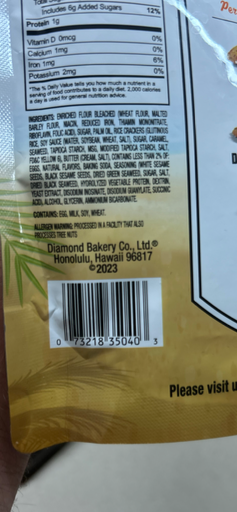 Includes 6g Added Sugars 12%
Protein 1g
Vitamin D 0mcg 0%
Calcium 1mg 0%
Iron 1mg 6%
Potassium 2mg 0%
*The % Daily Value tells you how much a nutrient in a
serving of food contributes to a daily diet. 2,000 calories
a day is used for general nutrition advice.
INGREDIENTS: ENRICHED FLOUR BLEACHED (WHEAT FLOUR, MALTED
BARLEY FLOUR, NIACIN, REDUCED IRON, THIAMIN MONONITRATE,
RIBOFLAVIN, FOLIC ACID), SUGAR, PALM OIL, RICE CRACKERS (GLUTINOUS
RICE, SOY SAUCE (WATER, SOYBEAN, WHEAT, SALT), SUGAR, CARAMEL,
SEAWEED, TAPIOCA STARCH, MSG, MODIFIED TAPIOCA STARCH, SALT,
FD&C YELLOW 6), BUTTER (CREAM, SALT), CONTAINS LESS THAN 2% OF:
EGGS, NATURAL FLAVORS, BAKING SODA, SEASONING (WHITE SESAME
SEEDS, BLACK SESAME SEEDS, DRIED GREEN SEAWEED, SUGAR, SALT,
DRIED BLACK SEAWEED, HYDROLYZED VEGETABLE PROTEIN, DEXTRIN,
YEAST EXTRACT, DISODIUM INOSINATE, DISODIUM GUANYLATE, SUCCINIC
ACID), ALCOHOL, GLYCERIN, AMMONIUM BICARBONATE.
CONTAINS: EGG, MILK, SOY, WHEAT.
ALLERGEN WARNING: PROCESSED IN A FACILITY THAT ALSO
PROCESSES TREE NUTS
Diamond Bakery Co., Ltd.®
Honolulu, Hawaii 96817
©2023
0 73218 35040 3
Please visit